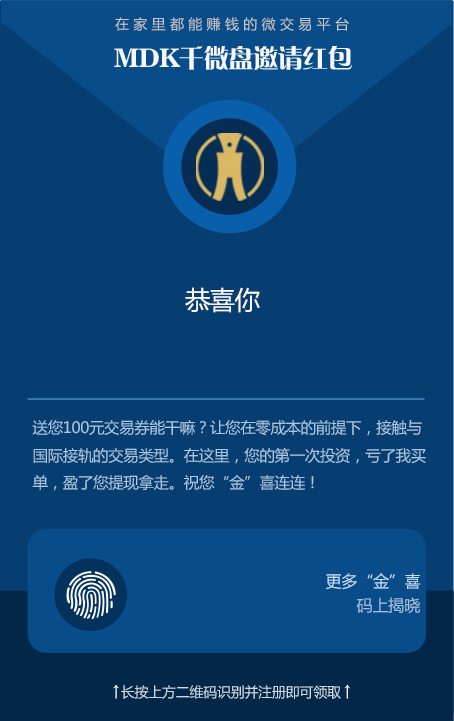 在家里都能赚钱的微交易平台
MDK千微盘邀请红包
恭喜你
送您100元交易券能干嘛？让您在零成本的前提下，接触与
国际接轨的交易类型。在这里，您的第一次投资，亏了我买
单，盈了您提现拿走。祝您“金”喜连连！
更多“金”喜
码上揭晓
↑长按上方二维码识别并注册即可领取↑